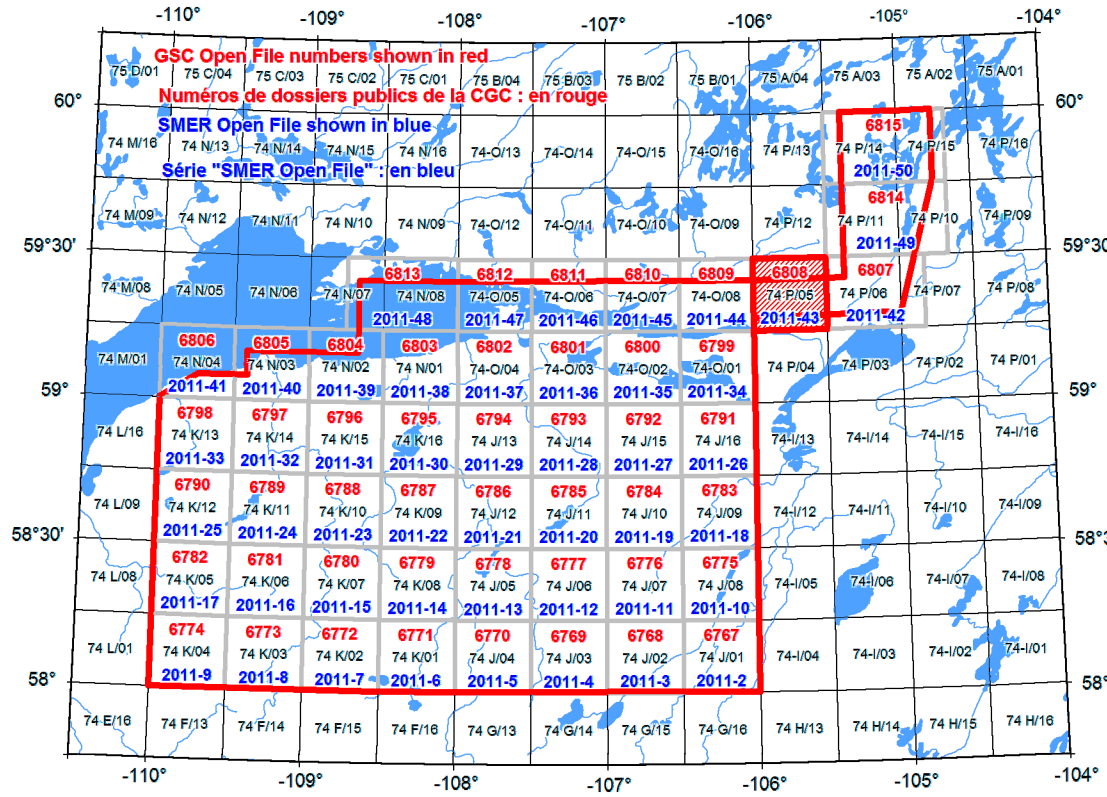 -110° -109° -108° -107° -106° -105° -104°
GSC Open File numbers shown in red
75 D/01 75 C/04 75 C/03 75 C/02 75 C/01 75 B/04 75 B/03 75 B/02 75 B/01 75 A/04 75 A/03 75 A/02 75 A/01
Numéros de dossiers publics de la CGC : en rouge
60° 60°
SMER Open File shown in blue
6815
74 M/16 74 N/13 74 N/14 74 N/15 74 N/16 74-O/13 74-O/14 74-O/15 74-O/16 74 P/13 74 P/14 74 P/15 74 P/16
Série "SMER Open File" : en bleu
2011-50
6814
74 M/09 74 N/12 74 N/11 74 N/10 74 N/09 74-O/12 74-O/11 74-O/10 74-O/09 74 P/12 74 P/11 74 P/10 74 P/09
2011-49
59°30' 59°30'
6813 6812 6811 6810 6809 6808 6807
74 M/08 74 N/05 74 N/06 74 N/07 74 N/08 74-O/05 74-O/06 74-O/07 74-O/08 74 P/05 74 P/06 74 P/07 74 P/08
2011-48 2011-47 2011-46 2011-45 2011-44 2011-43 2011-42
6806 6805 6804 6803 6802 6801 6800 6799
74 M/01 74 N/04 74 N/03 74 N/02 74 N/01 74-O/04 74-O/03 74-O/02 74-O/01 74 P/04 74 P/03 74 P/02 74 P/01
2011-41 2011-40 2011-39 2011-38 2011-37 2011-36 2011-35 2011-34
59° 59°
6798 6797 6796 6795 6794 6793 6792 6791
74 L/16 74 K/13 74 K/14 74 K/15 74 K/16 74 J/13 74 J/14 74 J/15 74 J/16 74-I/13 74-I/14 74-I/15 74-I/16
2011-33 2011-32 2011-31 2011-30 2011-29 2011-28 2011-27 2011-26
6790 6789 6788 6787 6786 6785 6784 6783
74 L/09 74 K/12 74 K/11 74 K/10 74 K/09 74 J/12 74 J/11 74 J/10 74 J/09 74-I/12 74-I/11 74-I/10 74-I/09
2011-25 2011-24 2011-23 2011-22 2011-21 2011-20 2011-19 2011-18
58°30' 58°3
6782 6781 6780 6779 6778 6777 6776 6775
74 L/08 74 K/05 74 K/06 74 K/07 74 K/08 74 J/05 74 J/06 74 J/07 74 J/08 74-I/05 74-I/06 74-I/07 74-I/08
2011-17 2011-16 2011-15 2011-14 2011-13 2011-12 2011-11 2011-10
6774 6773 6772 6771 6770 6769 6768 6767
74 L/01 74 K/04 74 K/03 74 K/02 74 K/01 74 J/04 74 J/03 74 J/02 74 J/01 74-I/04 74-I/03 74-I/02 74-I/01
2011-9 2011-8 2011-7 2011-6 2011-5 2011-4 2011-3 2011-2
58° 58°
74 E/16 74 F/13 74 F/14 74 F/15 74 F/16 74 G/13 74 G/14 74 G/15 74 G/16 74 H/13 74 H/14 74 H/15 74 H/16
-110° -109° -108° -107° -106° -105° -104°